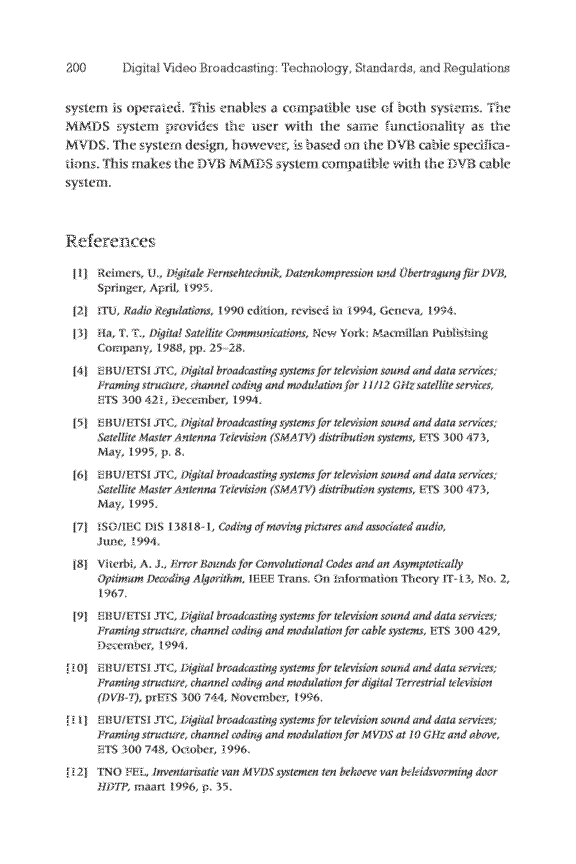 200 Digital Video Broadcasting: Technology, Standards, and Regulations
system is operated. This enables a compatible use of both systems. The
MMDS system provides the user with the same functionality as the
MVDS. The system design, however, is based on the DVB cable specifica-
tions. This makes the DVB MMDS system compatible with the DVB cable
system.
References
[1] Reimers, U., Digitale Fernsehtechnik, Datenkompression und Übertragung für DVB,
Springer, April, 1995.
[2] ITU, Radio Regulations, 1990 edition, revised in 1994, Geneva, 1994.
[3] Ha, T. T., Digital Satellite Communications, New York: Macmillan Publishing
Company, 1988, pp. 25–28.
[4] EBU/ETSI JTC, Digital broadcasting systems for television sound and data services;
Framing structure, channel coding and modulation for 11/12 GHz satellite services,
ETS 300 421, December, 1994.
[5] EBU/ETSI JTC, Digital broadcasting systems for television sound and data services;
Satellite Master Antenna Television (SMATV) distribution systems, ETS 300 473,
May, 1995, p. 8.
[6] EBU/ETSI JTC, Digital broadcasting systems for television sound and data services;
Satellite Master Antenna Television (SMATV) distribution systems, ETS 300 473,
May, 1995.
[7] ISO/IEC DIS 13818-1, Coding of moving pictures and associated audio,
June, 1994.
[8] Viterbi, A. J., Error Bounds for Convolutional Codes and an Asymptotically
Optimum Decoding Algorithm, IEEE Trans. On Information Theory IT-13, No. 2,
1967.
[9] EBU/ETSI JTC, Digital broadcasting systems for television sound and data services;
Framing structure, channel coding and modulation for cable systems, ETS 300 429,
December, 1994.
[10] EBU/ETSI JTC, Digital broadcasting systems for television sound and data services;
Framing structure, channel coding and modulation for digital Terrestrial television
(DVB-T), prETS 300 744, November, 1996.
[11] EBU/ETSI JTC, Digital broadcasting systems for television sound and data services;
Framing structure, channel coding and modulation for MVDS at 10 GHz and above,
ETS 300 748, October, 1996.
[12] TNO FEL, Inventarisatie van MVDS systemen ten behoeve van beleidsvorming door
HDTP, maart 1996, p. 35.